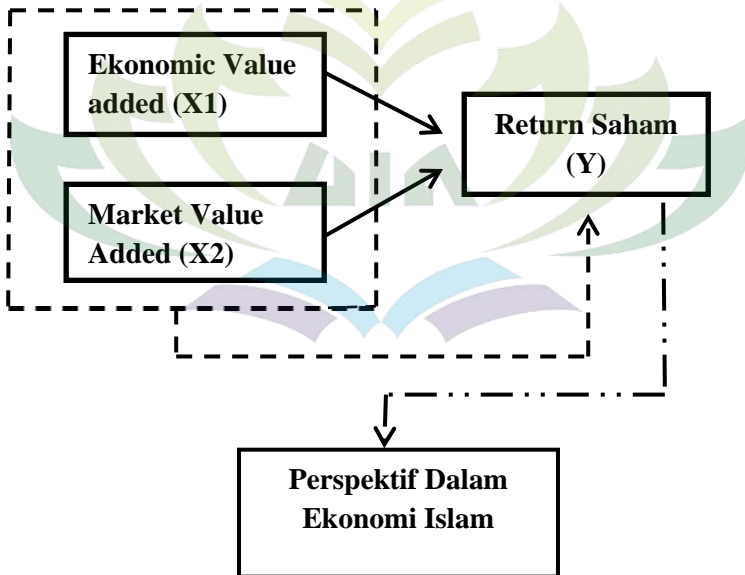 Ekonomic Value
added (X1)
Return Saham
(Y)
Market Value
Added (X2)
Perspektif Dalam
Ekonomi Islam